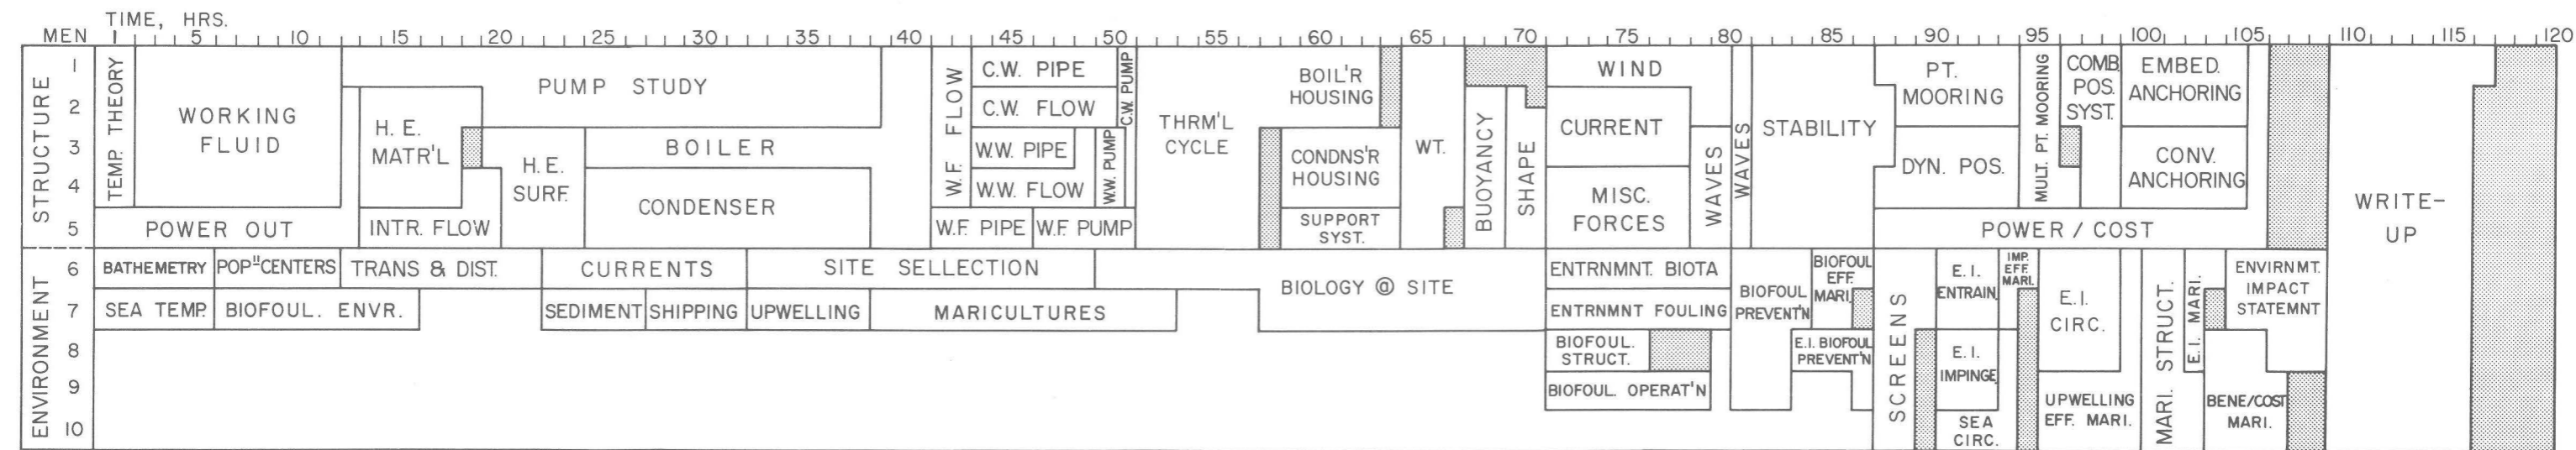 TIME, HRS.
MEN 1 5 10 15 20 25 30 35 40 45 50 55 60 65 70 75 80 85 90 95 100 105 110 115 120
STRUCTURE
ENVIRONMENT
1
2
3
4
5
6
7
8
9
10
TEMP. THEORY
WORKING
FLUID
POWER OUT
PUMP STUDY
H. E.
MATR'L
INTR. FLOW
H.E.
SURF.
BOILER
CONDENSER
W.F. FLOW
C.W. PIPE
C.W. FLOW
W.W. PIPE
W.W. FLOW
C.W. PUMP
W.W. PUMP
W.F. PIPE
W.F. PUMP
THRM'L
CYCLE
BOIL'R
HOUSING
CONDNS'R
HOUSING
SUPPORT
SYST.
WT.
BUOYANCY
SHAPE
WIND
CURRENT
MISC.
FORCES
WAVES
WAVES
STABILITY
PT.
MOORING
DYN. POS.
MULT. PT. MOORING
COMB.
POS.
SYST.
EMBED.
ANCHORING
CONV.
ANCHORING
POWER / COST
WRITE-
UP
BATHEMETRY
POP" CENTERS
TRANS & DIST.
CURRENTS
SITE SELLECTION
BIOLOGY @ SITE
SEA TEMP.
BIOFOUL. ENVR.
SEDIMENT
SHIPPING
UPWELLING
MARICULTURES
ENTRNMNT. BIOTA
ENTRNMNT FOULING
BIOFOUL.
STRUCT.
BIOFOUL. OPERAT'N
BIOFOUL
PREVENT'N
BIOFOUL
EFF.
MARI.
E.I. BIOFOUL
PREVENT'N
SCREENS
E.I.
ENTRAIN.
E.I.
IMPINGE.
SEA
CIRC.
IMP.
EFF.
MARI.
E.I.
CIRC.
UPWELLING
EFF. MARI.
MARI. STRUCT.
E.I. MARI.
ENVIRNMT.
IMPACT
STATEMNT
BENE/COST
MARI.